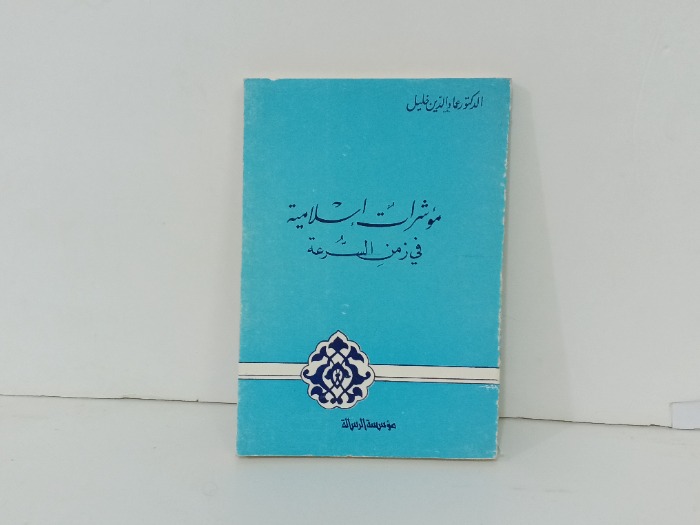 الدكتور عماد الدين خليل
مؤشرات إسلامية
في زمن السرعة
مؤسسة الرسالة